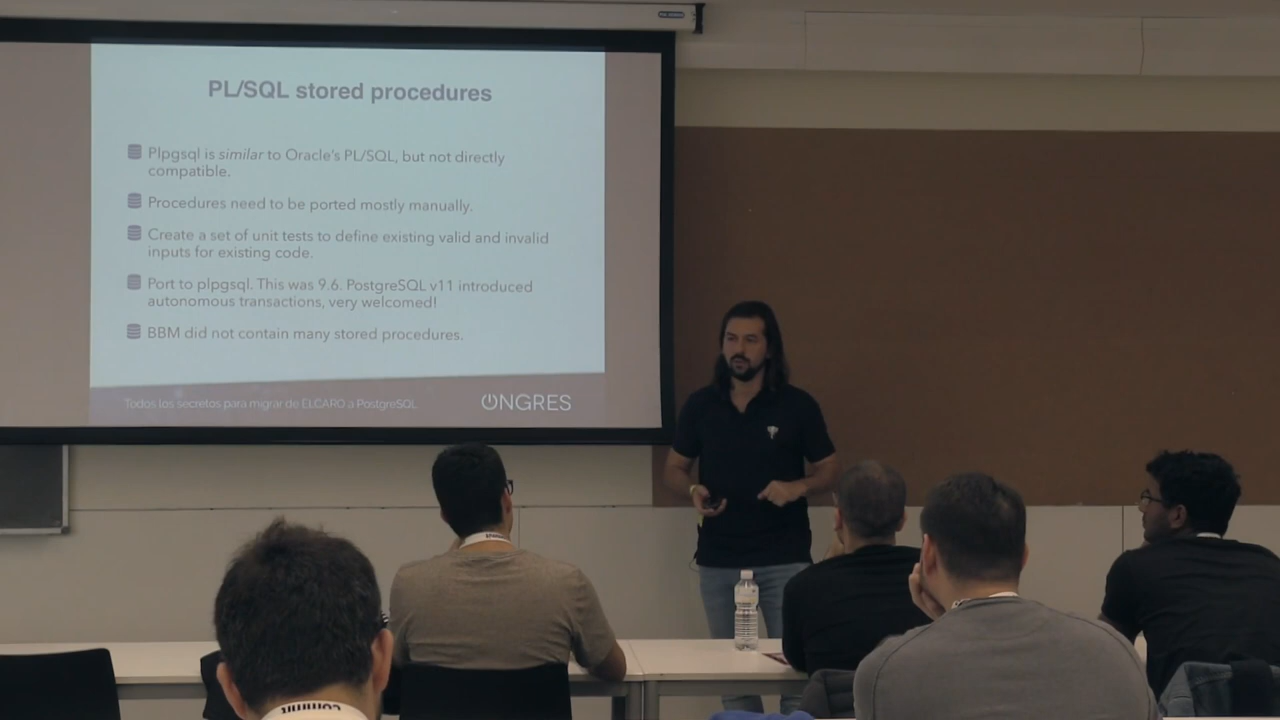 PL/SQL stored procedures
Plpgsql is similar to Oracle's PL/SQL, but not directly
compatible.
Procedures need to be ported mostly manually.
Create a set of unit tests to define existing valid and invalid
inputs for existing code.
Port to plpgsql. This was 9.6. PostgreSQL v11 introduced
autonomous transactions, very welcomed!
BBM did not contain many stored procedures.
Todos los secretos para migrar de ELCARO a PostgreSQL
ONGRES
commit